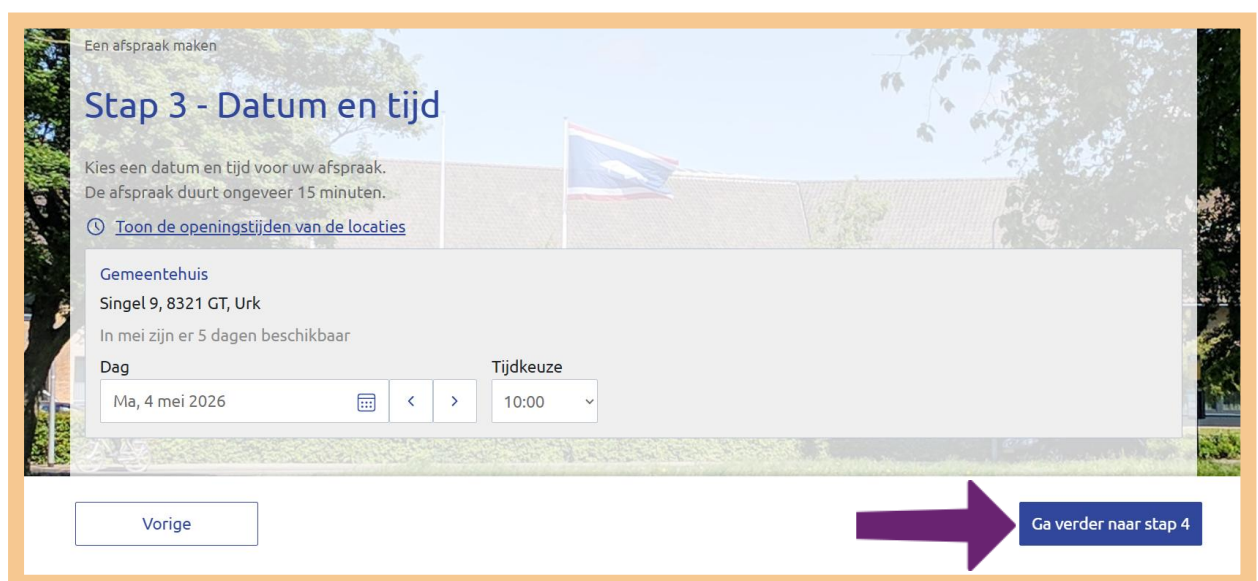 Een afspraak maken
Stap 3 - Datum en tijd
Kies een datum en tijd voor uw afspraak.
De afspraak duurt ongeveer 15 minuten.
Toon de openingstijden van de locaties
Gemeentehuis
Singel 9, 8321 GT, Urk
In mei zijn er 5 dagen beschikbaar
Dag Tijdkeuze
Ma, 4 mei 2026 10:00
Vorige Ga verder naar stap 4